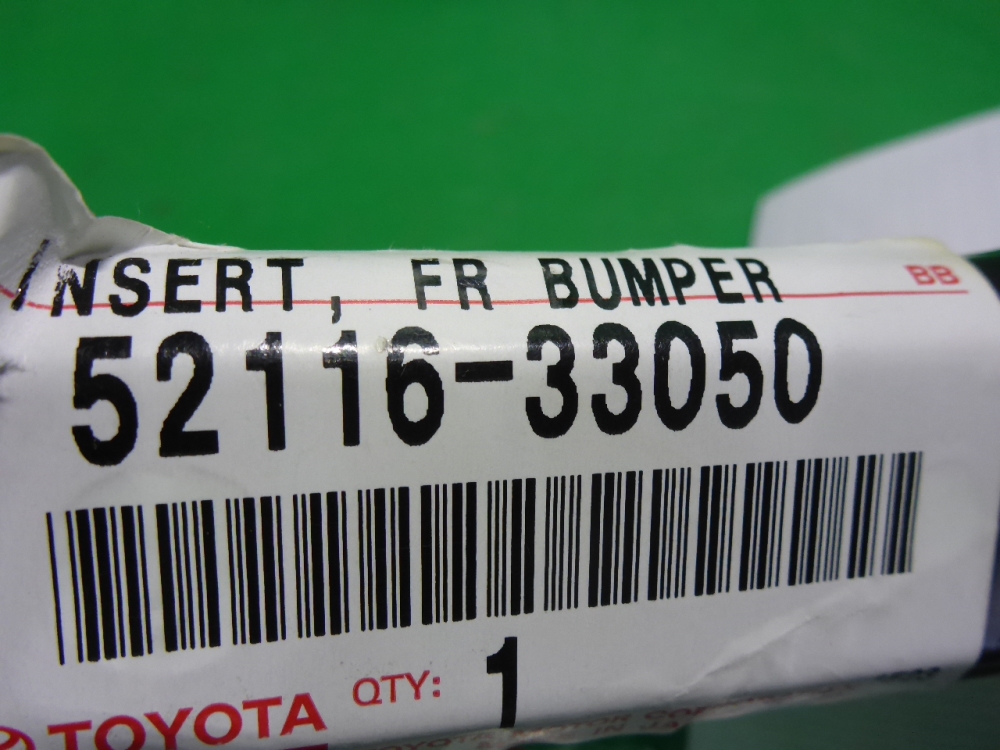 INSERT, FR BUMPER BB
52116-33050
QTY: 1
TOYOTA